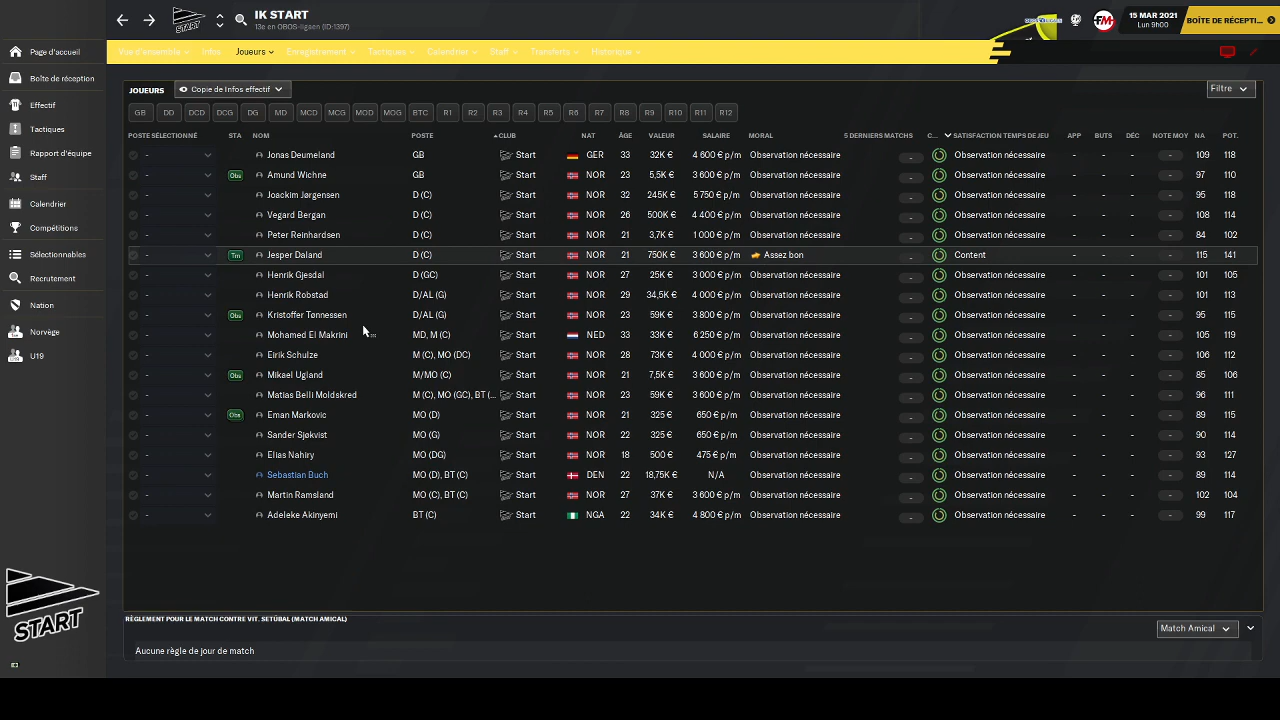 IK START
13e en OBOS-ligaen (ID:1397)
START
FM
15 MAR 2021
Lun 9h00
BOÎTE DE RÉCEPTI...
Vue d'ensemble Infos Joueurs Enregistrement Tactiques Calendrier Staff Transferts Historique
Page d'accueil
Boîte de réception
Effectif
Tactiques
Rapport d'équipe
Staff
Calendrier
Compétitions
Sélectionnables
Recrutement
Nation
Norvège
U19
START
JOUEURS Copie de Infos effectif Filtre
GB DD DCD DCG DG MD MCD MCG MOD MOG BTC R1 R2 R3 R4 R5 R6 R7 R8 R9 R10 R11 R12
POSTE SÉLECTIONNÉ STA NOM POSTE CLUB NAT ÂGE VALEUR SALAIRE MORAL 5 DERNIERS MATCHS C... SATISFACTION TEMPS DE JEU APP BUTS DÉC NOTE MOY NA POT.
- Jonas Deumeland GB Start GER 33 32K € 4 600 € p/m Observation nécessaire - Observation nécessaire - - - - 109 118
- Obs Amund Wichne GB Start NOR 23 5,5K € 3 600 € p/m Observation nécessaire - Observation nécessaire - - - - 97 110
- Joackim Jørgensen D (C) Start NOR 32 245K € 5 750 € p/m Observation nécessaire - Observation nécessaire - - - - 95 118
- Vegard Bergan D (C) Start NOR 26 500K € 4 400 € p/m Observation nécessaire - Observation nécessaire - - - - 108 114
- Peter Reinhardsen D (C) Start NOR 21 3,7K € 1 000 € p/m Observation nécessaire - Observation nécessaire - - - - 84 102
- Tm Jesper Daland D (C) Start NOR 21 750K € 3 600 € p/m Assez bon - Content - - - - 115 141
- Henrik Gjesdal D (GC) Start NOR 27 25K € 3 000 € p/m Observation nécessaire - Observation nécessaire - - - - 101 105
- Henrik Robstad D/AL (G) Start NOR 29 34,5K € 4 000 € p/m Observation nécessaire - Observation nécessaire - - - - 101 113
- Obs Kristoffer Tønnessen D/AL (G) Start NOR 23 59K € 3 800 € p/m Observation nécessaire - Observation nécessaire - - - - 95 115
- Mohamed El Makrini MD, M (C) Start NED 33 33K € 6 250 € p/m Observation nécessaire - Observation nécessaire - - - - 105 119
- Eirik Schulze M (C), MO (DC) Start NOR 28 73K € 4 000 € p/m Observation nécessaire - Observation nécessaire - - - - 106 112
- Obs Mikael Ugland M/MO (C) Start NOR 21 7,5K € 3 600 € p/m Observation nécessaire - Observation nécessaire - - - - 85 106
- Matias Belli Moldskred M (C), MO (GC), BT (... Start NOR 23 59K € 3 600 € p/m Observation nécessaire - Observation nécessaire - - - - 96 111
- Obs Eman Markovic MO (D) Start NOR 21 325 € 650 € p/m Observation nécessaire - Observation nécessaire - - - - 89 115
- Sander Sjøkvist MO (G) Start NOR 22 325 € 650 € p/m Observation nécessaire - Observation nécessaire - - - - 90 114
- Elias Nahiry MO (DG) Start NOR 18 500 € 475 € p/m Observation nécessaire - Observation nécessaire - - - - 93 127
- Sebastian Buch MO (D), BT (C) Start DEN 22 18,75K € N/A Observation nécessaire - Observation nécessaire - - - - 89 114
- Martin Ramsland MO (C), BT (C) Start NOR 27 37K € 3 600 € p/m Observation nécessaire - Observation nécessaire - - - - 102 104
- Adeleke Akinyemi BT (C) Start NGA 22 34K € 4 800 € p/m Observation nécessaire - Observation nécessaire - - - - 99 117
RÈGLEMENT POUR LE MATCH CONTRE VIT. SETÚBAL (MATCH AMICAL)
Match Amical
Aucune règle de jour de match